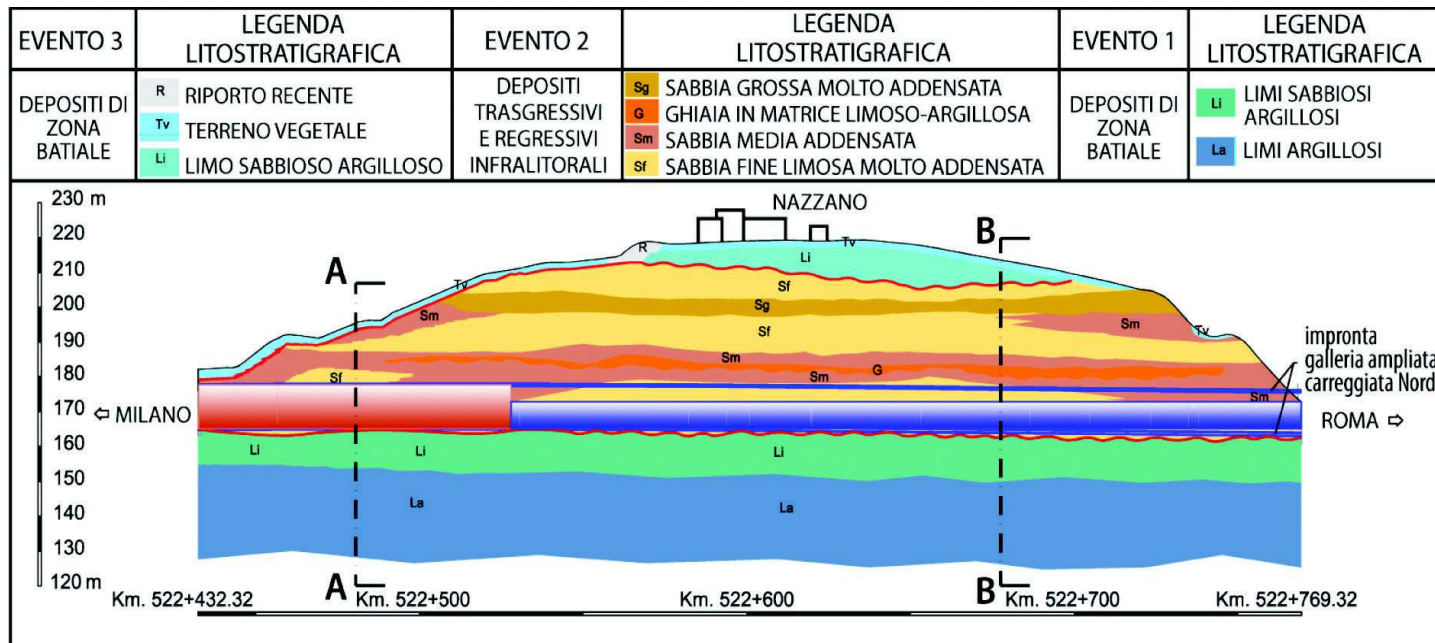 EVENTO 3
LEGENDA
LITOSTRATIGRAFICA
EVENTO 2
LEGENDA
LITOSTRATIGRAFICA
EVENTO 1
LEGENDA
LITOSTRATIGRAFICA
DEPOSITI DI
ZONA
BATIALE
R RIPORTO RECENTE
Tv TERRENO VEGETALE
Li LIMO SABBIOSO ARGILLOSO
DEPOSITI
TRASGRESSIVI
E REGRESSIVI
INFRALITORALI
Sg SABBIA GROSSA MOLTO ADDENSATA
G GHIAIA IN MATRICE LIMOSO-ARGILLOSA
Sm SABBIA MEDIA ADDENSATA
Sf SABBIA FINE LIMOSA MOLTO ADDENSATA
DEPOSITI DI
ZONA
BATIALE
Li LIMI SABBIOSI
ARGILLOSI
La LIMI ARGILLOSI
230 m
220
210
200
190
180
170
160
150
140
130
120 m
NAZZANO
A
B
R
Tv
Li
Tv
Sf
Sg
Sm
Sf
Sm
Tv
Sm
G
Sf
Sm
Sm
impronta
galleria ampliata
carreggiata Nord
⇦ MILANO
ROMA ⇨
Li
Li
Li
La
La
A
B
Km. 522+432.32
Km. 522+500
Km. 522+600
Km. 522+700
Km. 522+769.32